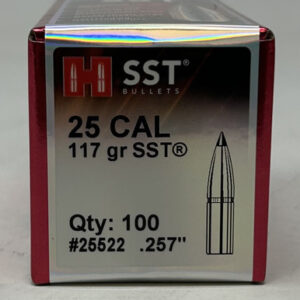 H SST®
BULLETS
25 CAL
117 gr SST®
Qty: 100
#25522 .257"